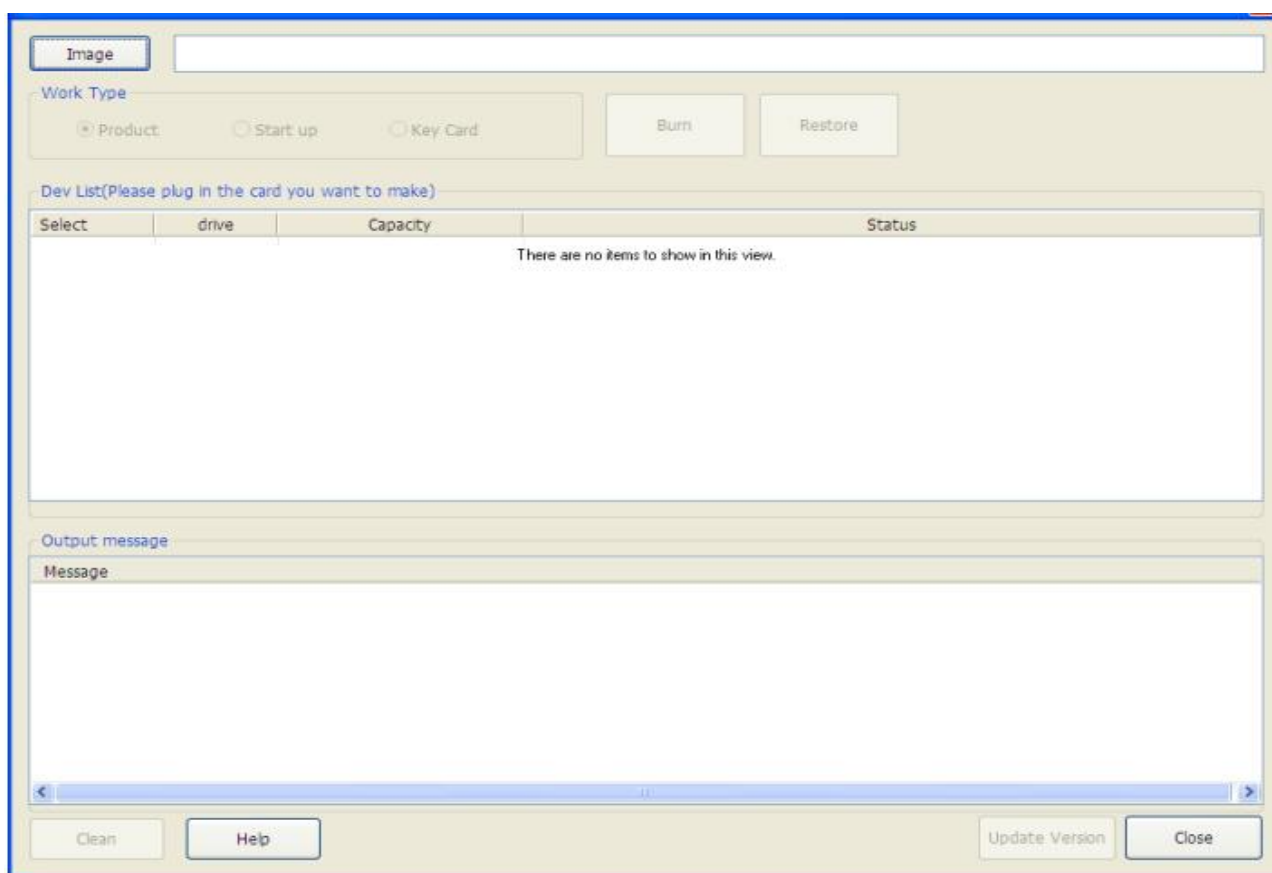 Image
Work Type
Product Start up Key Card
Burn Restore
Dev List(Please plug in the card you want to make)
Select drive Capacity Status
There are no items to show in this view.
Output message
Message
Clean Help Update Version Close